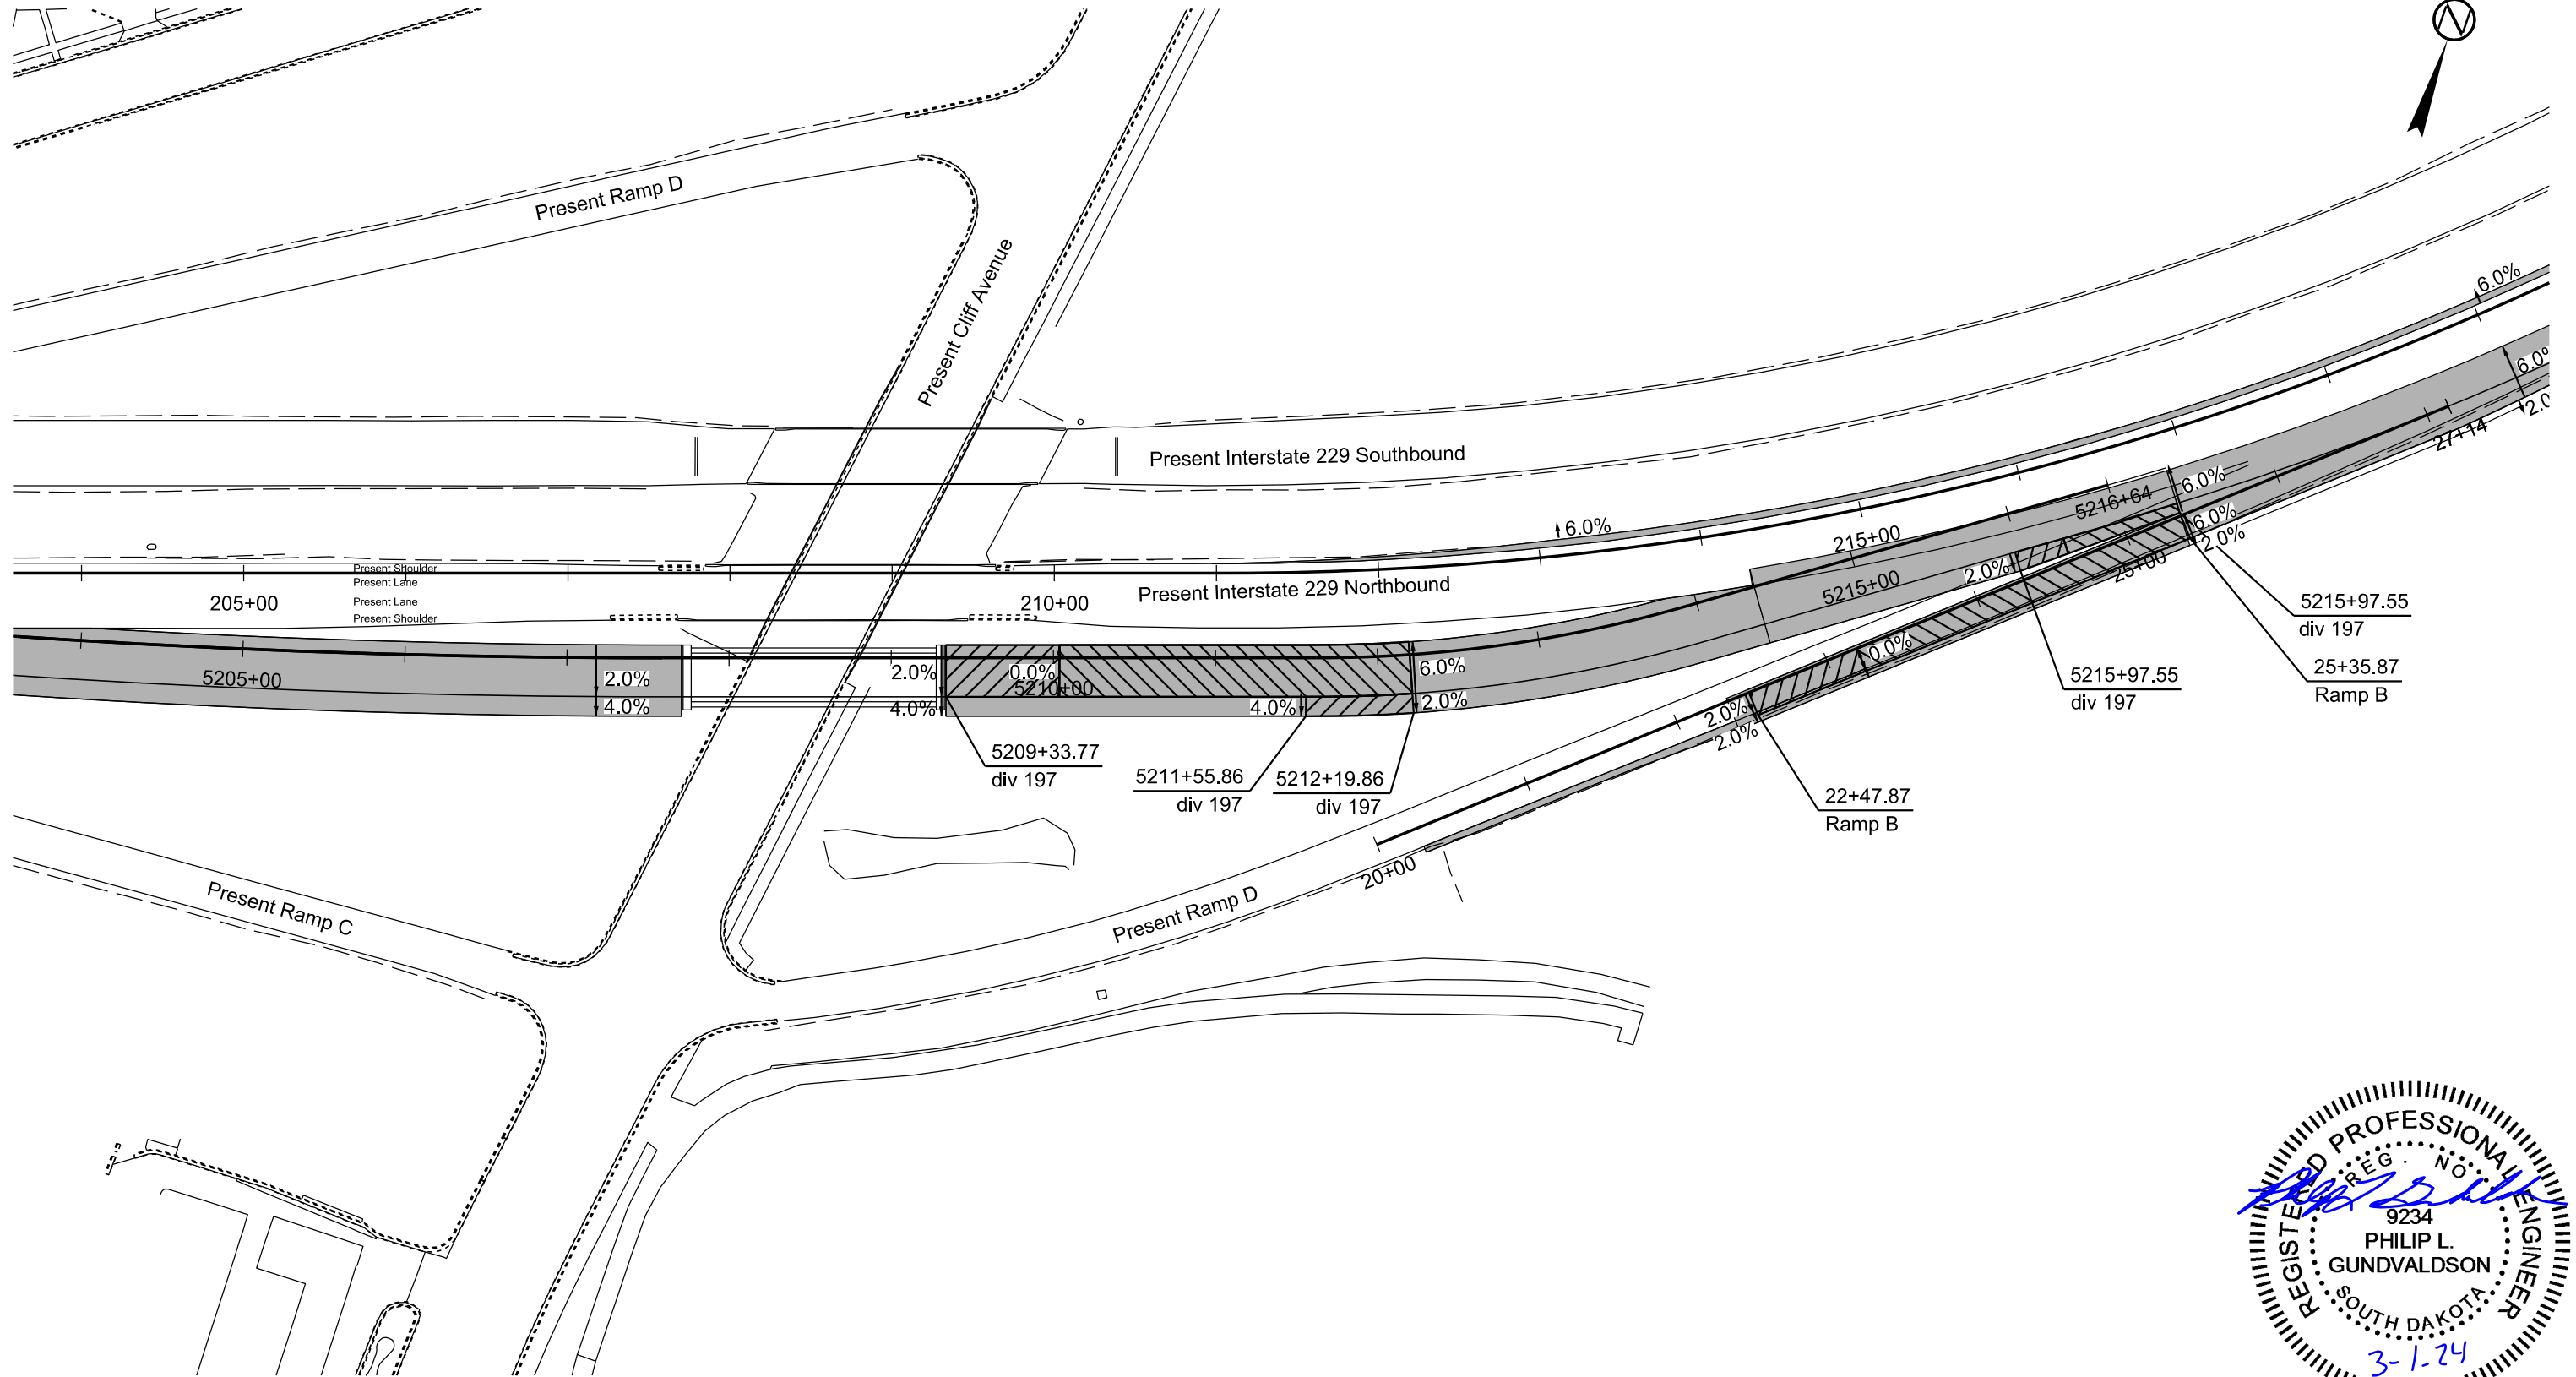 N
Present Ramp D
Present Cliff Avenue
6.0%
6.0%
2.0
27+14
Present Interstate 229 Southbound
6.0%
5216+64
6.0%
6.0%
2.0%
215+00
2.0%
25+00
Present Shoulder
Present Lane
Present Interstate 229 Northbound
5215+00
205+00
Present Lane
210+00
5215+97.55
div 197
Present Shoulder
0.0%
5205+00
2.0%
2.0%
0.0%
6.0%
5215+97.55
div 197
25+35.87
Ramp B
5210+00
4.0%
4.0%
4.0%
2.0%
2.0%
2.0%
5209+33.77
div 197
5211+55.86
div 197
5212+19.86
div 197
22+47.87
Ramp B
20+00
Present Ramp C
Present Ramp D
REGISTERED PROFESSIONAL ENGINEER
REG. NO.
9234
PHILIP L.
GUNDVALDSON
SOUTH DAKOTA
3-1-24